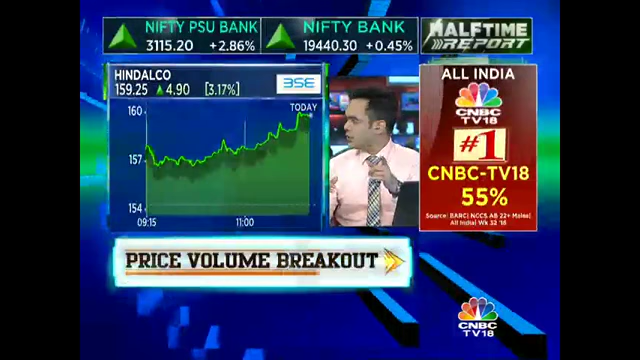 NIFTY PSU BANK
3115.20 +2.86%
NIFTY BANK
19440.30 +0.45%
HALFTIME
REPORT
HINDALCO
159.25 ▲ 4.90 [3.17%]
BSE
TODAY
160
157
154
09:15 11:00
ALL INDIA
CNBC
TV18
#1
CNBC-TV18
55%
Source: BARC| NCCS AB 22+ Males|
All India|-Wk 32 '16
PRICE VOLUME BREAKOUT
CNBC
TV18